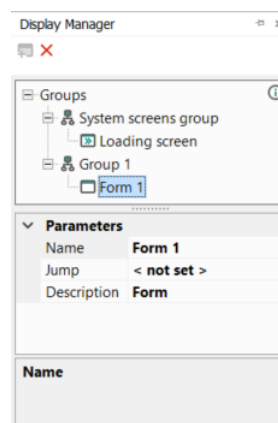 Display Manager
Groups
System screens group
Loading screen
Group 1
Form 1
Parameters
Name Form 1
Jump < not set >
Description Form
Name